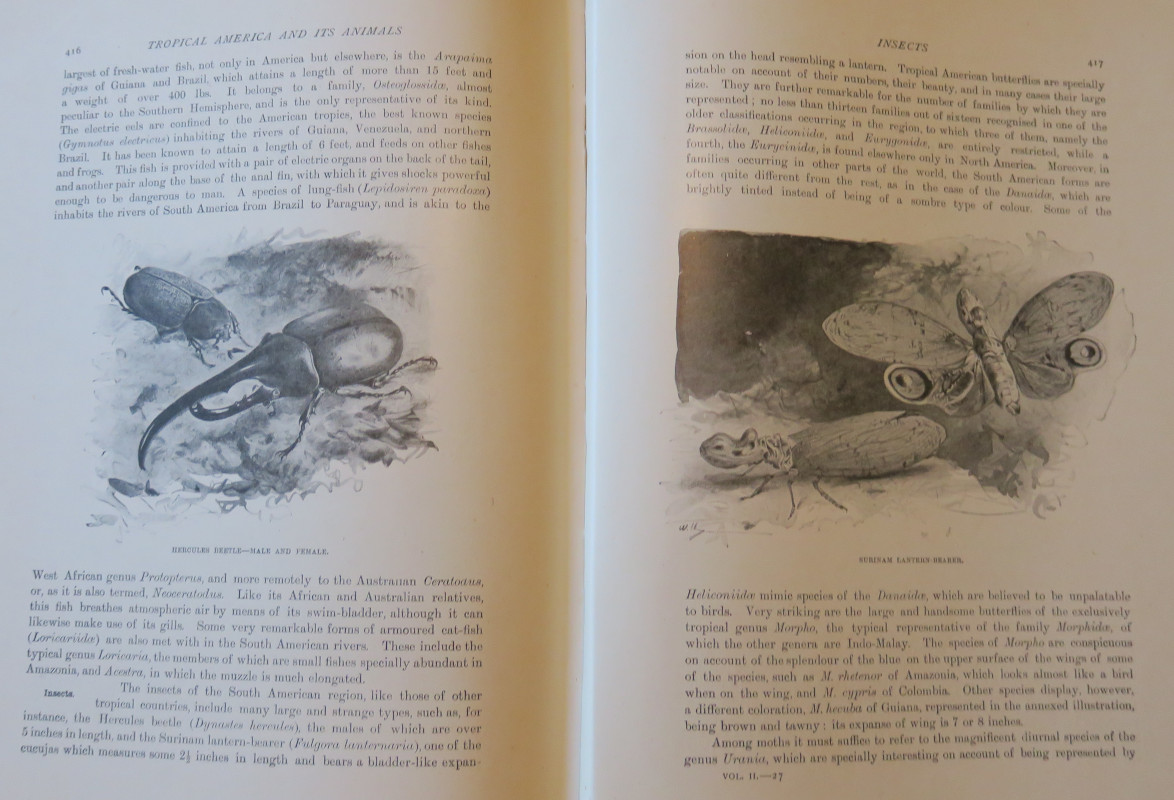 416
TROPICAL AMERICA AND ITS ANIMALS
largest of fresh-water fish, not only in America but elsewhere, is the Arapaima
gigas of Guiana and Brazil, which attains a length of more than 15 feet and
a weight of over 400 lbs. It belongs to a family, Osteoglossidæ, almost
peculiar to the Southern Hemisphere, and is the only representative of its kind.
The electric eels are confined to the American tropics, the best known species
(Gymnotus electricus) inhabiting the rivers of Guiana, Venezuela, and northern
Brazil. It has been known to attain a length of 6 feet, and feeds on other fishes
and frogs. This fish is provided with a pair of electric organs on the back of the tail,
and another pair along the base of the anal fin, with which it gives shocks powerful
enough to be dangerous to man. A species of lung-fish (Lepidosiren paradoxa)
inhabits the rivers of South America from Brazil to Paraguay, and is akin to the
HERCULES BEETLE—MALE AND FEMALE.
West African genus Protopterus, and more remotely to the Australian Ceratodus,
or, as it is also termed, Neoceratodus. Like its African and Australian relatives,
this fish breathes atmospheric air by means of its swim-bladder, although it can
likewise make use of its gills. Some very remarkable forms of armoured cat-fish
(Loricariidæ) are also met with in the South American rivers. These include the
typical genus Loricaria, the members of which are small fishes specially abundant in
Amazonia, and Acestra, in which the muzzle is much elongated.
Insects. The insects of the South American region, like those of other
tropical countries, include many large and strange types, such as, for
instance, the Hercules beetle (Dynastes hercules), the males of which are over
5 inches in length, and the Surinam lantern-bearer (Fulgora lanternaria), one of the
cucujas which measures some 2½ inches in length and bears a bladder-like expan-
INSECTS
417
sion on the head resembling a lantern. Tropical American butterflies are specially
notable on account of their numbers, their beauty, and in many cases their large
size. They are further remarkable for the number of families by which they are
represented; no less than thirteen families out of sixteen recognised in one of the
older classifications occurring in the region, to which three of them, namely the
Brassolidæ, Heliconiidæ, and Eurygonidæ, are entirely restricted, while a
fourth, the Erycinidæ, is found elsewhere only in North America. Moreover, in
families occurring in other parts of the world, the South American forms are
often quite different from the rest, as in the case of the Danaidæ, which are
brightly tinted instead of being of a sombre type of colour. Some of the
SURINAM LANTERN-BEARER.
Heliconiidæ mimic species of the Danaidæ, which are believed to be unpalatable
to birds. Very striking are the large and handsome butterflies of the exclusively
tropical genus Morpho, the typical representative of the family Morphidæ, of
which the other genera are Indo-Malay. The species of Morpho are conspicuous
on account of the splendour of the blue on the upper surface of the wings of some
of the species, such as M. rhetenor of Amazonia, which looks almost like a bird
when on the wing, and M. cypris of Colombia. Other species display, however,
a different coloration, M. hecuba of Guiana, represented in the annexed illustration,
being brown and tawny: its expanse of wing is 7 or 8 inches.
Among moths it must suffice to refer to the magnificent diurnal species of the
genus Urania, which are specially interesting on account of being represented by
VOL. II.—27